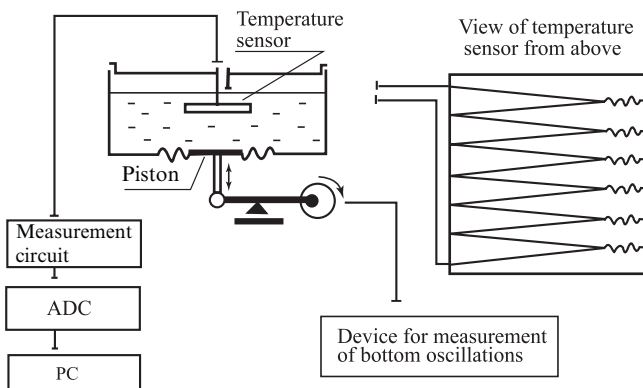 Temperature
sensor
View of temperature
sensor from above
Piston
Measurement
circuit
ADC
PC
Device for measurement
of bottom oscillations